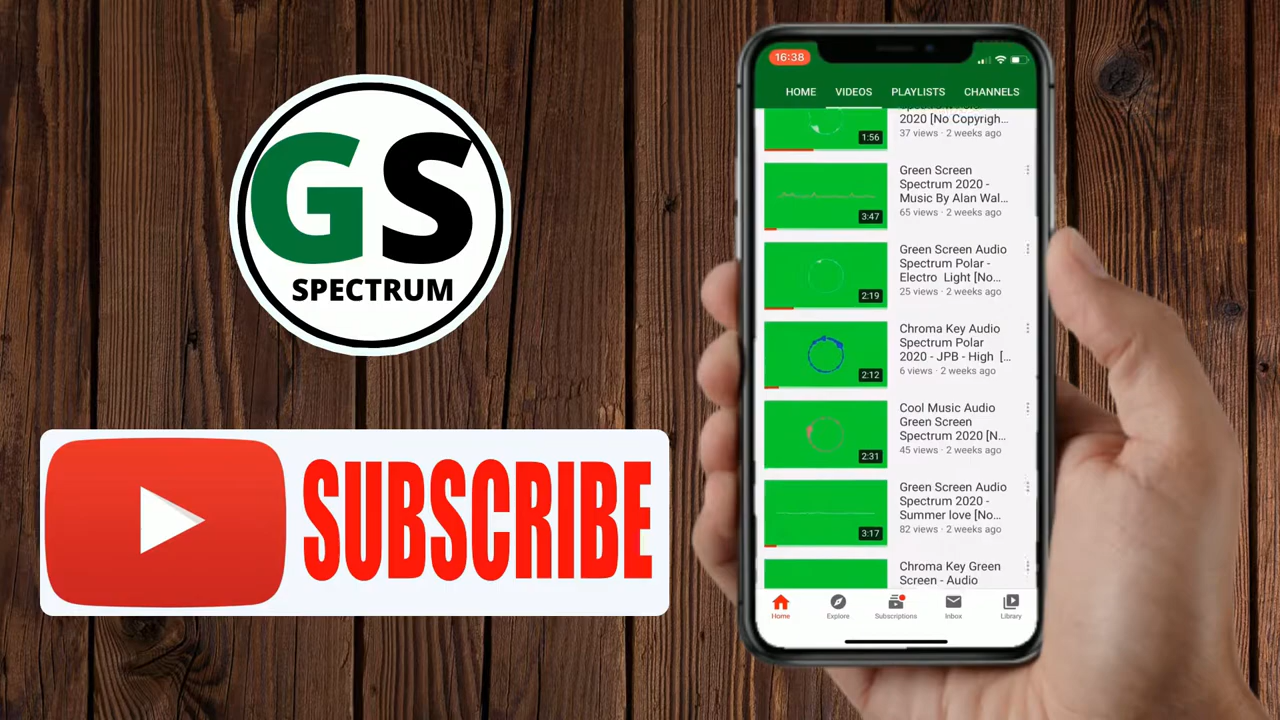 GS
SPECTRUM
SUBSCRIBE
16:38
HOME VIDEOS PLAYLISTS CHANNELS
2020 [No Copyrigh...
37 views · 2 weeks ago
1:56
Green Screen
Spectrum 2020 -
Music By Alan Wal...
65 views · 2 weeks ago
3:47
Green Screen Audio
Spectrum Polar -
Electro Light [No...
25 views · 2 weeks ago
2:19
Chroma Key Audio
Spectrum Polar
2020 - JPB - High [...
6 views · 2 weeks ago
2:12
Cool Music Audio
Green Screen
Spectrum 2020 [N...
45 views · 2 weeks ago
2:31
Green Screen Audio
Spectrum 2020 -
Summer love [No...
82 views · 2 weeks ago
3:17
Chroma Key Green
Screen - Audio
Home Explore Subscriptions Inbox Library